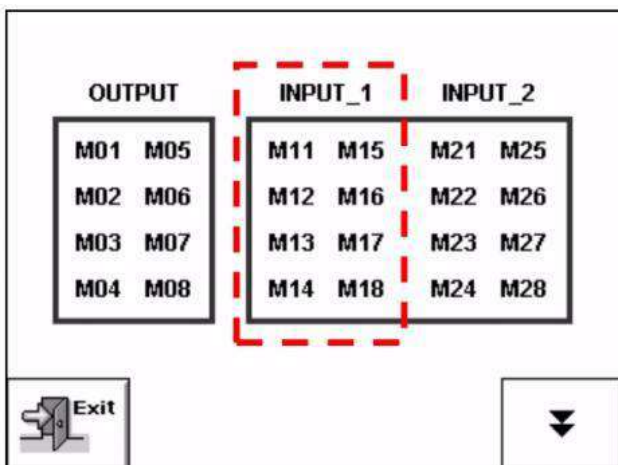 OUTPUT INPUT_1 INPUT_2
M01 M05 M11 M15 M21 M25
M02 M06 M12 M16 M22 M26
M03 M07 M13 M17 M23 M27
M04 M08 M14 M18 M24 M28
Exit